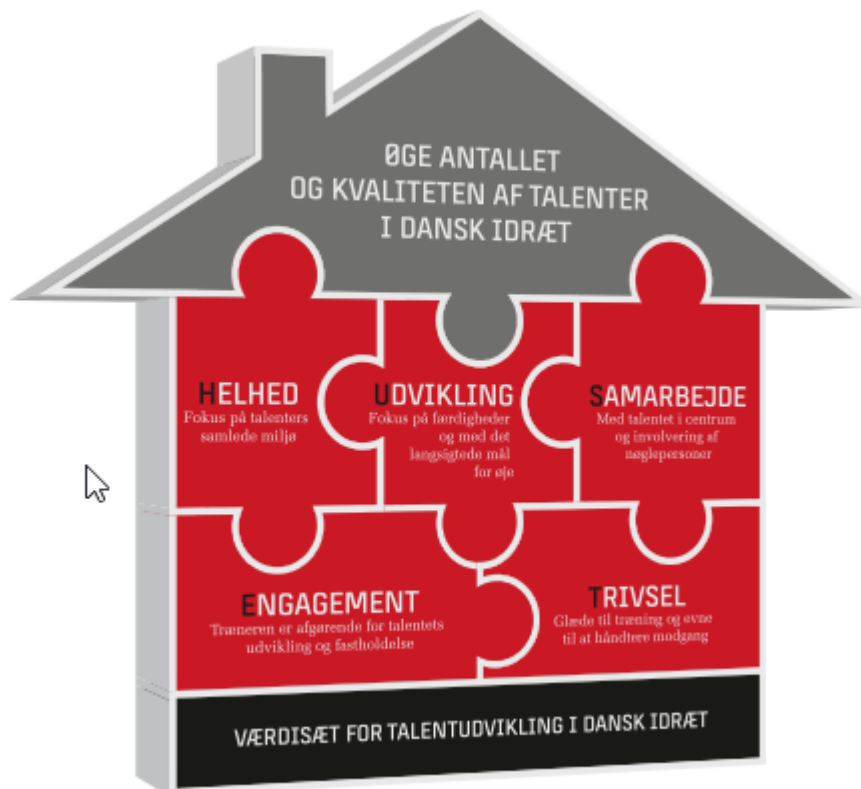 ØGE ANTALLET
OG KVALITETEN AF TALENTER
I DANSK IDRÆT
HELHED
Fokus på talenters
samlede miljø
UDVIKLING
Fokus på færdigheder
og med det
langsigtede mål
for øje
SAMARBEJDE
Med talentet i centrum
og involvering af
nøglepersoner
ENGAGEMENT
Træneren er afgørende for talentets
udvikling og fastholdelse
TRIVSEL
Glæde til træning og evne
til at håndtere modgang
VÆRDISÆT FOR TALENTUDVIKLING I DANSK IDRÆT